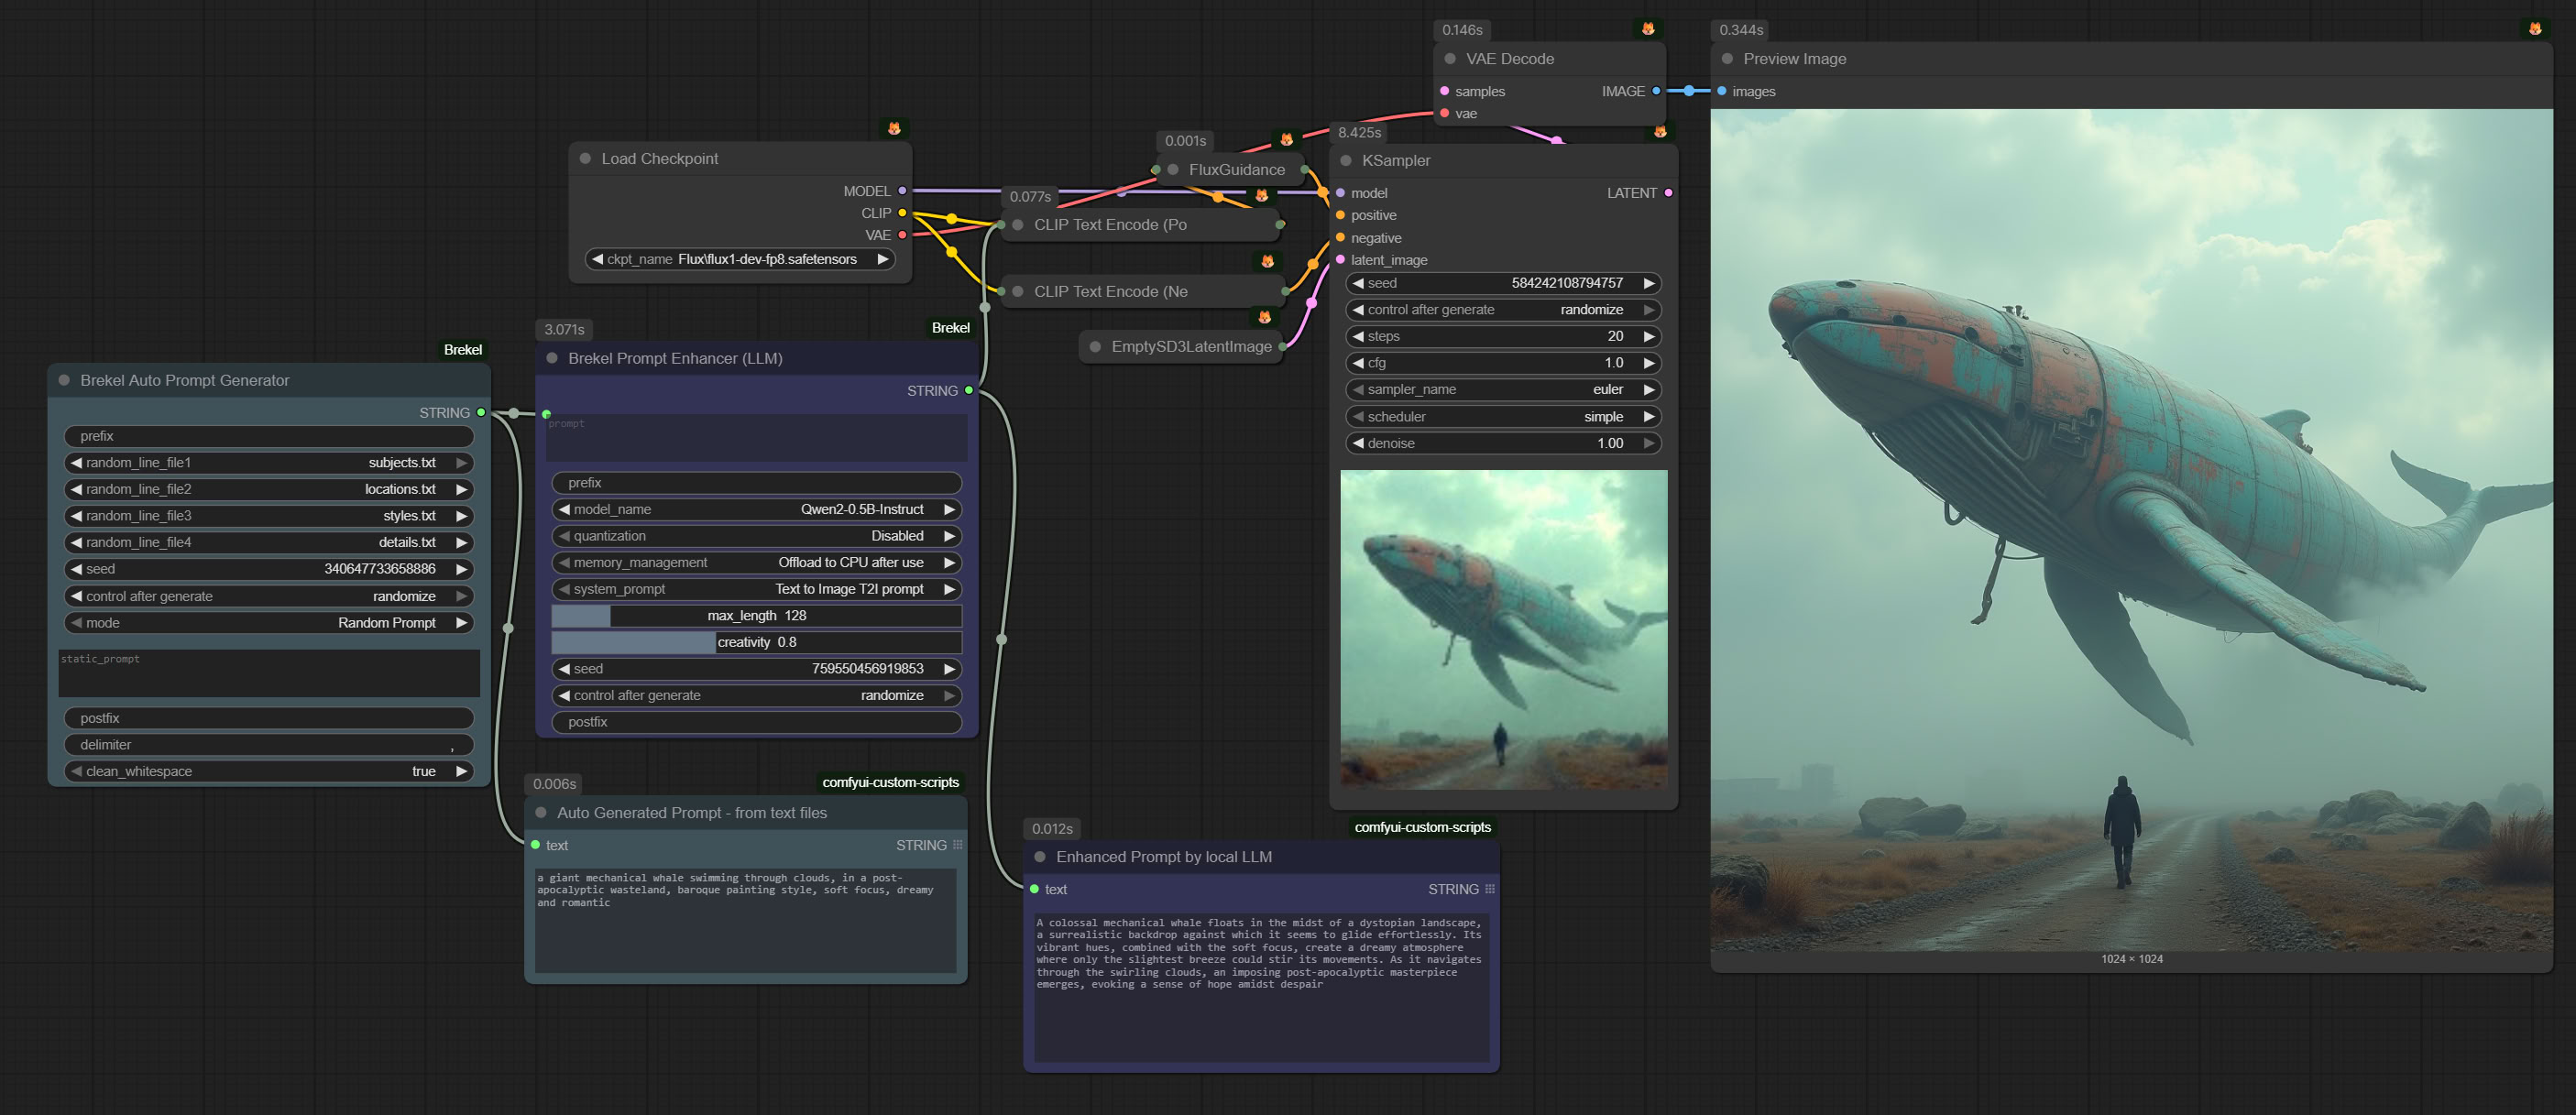 Brekel
Brekel Auto Prompt Generator
STRING
prefix
random_line_file1 subjects.txt
random_line_file2 locations.txt
random_line_file3 styles.txt
random_line_file4 details.txt
seed 340647733658886
control after generate randomize
mode Random Prompt
static_prompt
postfix
delimiter ,
clean_whitespace true
3.071s
Brekel
Brekel Prompt Enhancer (LLM)
STRING
prompt
prefix
model_name Qwen2-0.5B-Instruct
quantization Disabled
memory_management Offload to CPU after use
system_prompt Text to Image T2I prompt
max_length 128
creativity 0.8
seed 759550456919853
control after generate randomize
postfix
0.006s
comfyui-custom-scripts
Auto Generated Prompt - from text files
text STRING
a giant mechanical whale swimming through clouds, in a post-
apocalyptic wasteland, baroque painting style, soft focus, dreamy
and romantic
Load Checkpoint
MODEL
CLIP
VAE
ckpt_name Flux\flux1-dev-fp8.safetensors
0.077s
CLIP Text Encode (Po
CLIP Text Encode (Ne
0.001s
FluxGuidance
EmptySD3LatentImage
0.012s
comfyui-custom-scripts
Enhanced Prompt by local LLM
text STRING
A colossal mechanical whale floats in the midst of a dystopian landscape,
a surrealistic backdrop against which it seems to glide effortlessly. Its
vibrant hues, combined with the soft focus, create a dreamy atmosphere
where only the slightest breeze could stir its movements. As it navigates
through the swirling clouds, an imposing post-apocalyptic masterpiece
emerges, evoking a sense of hope amidst despair
0.146s
VAE Decode
samples IMAGE
vae
8.425s
KSampler
model LATENT
positive
negative
latent_image
seed 584242108794757
control after generate randomize
steps 20
cfg 1.0
sampler_name euler
scheduler simple
denoise 1.00
0.344s
Preview Image
images
1024 × 1024